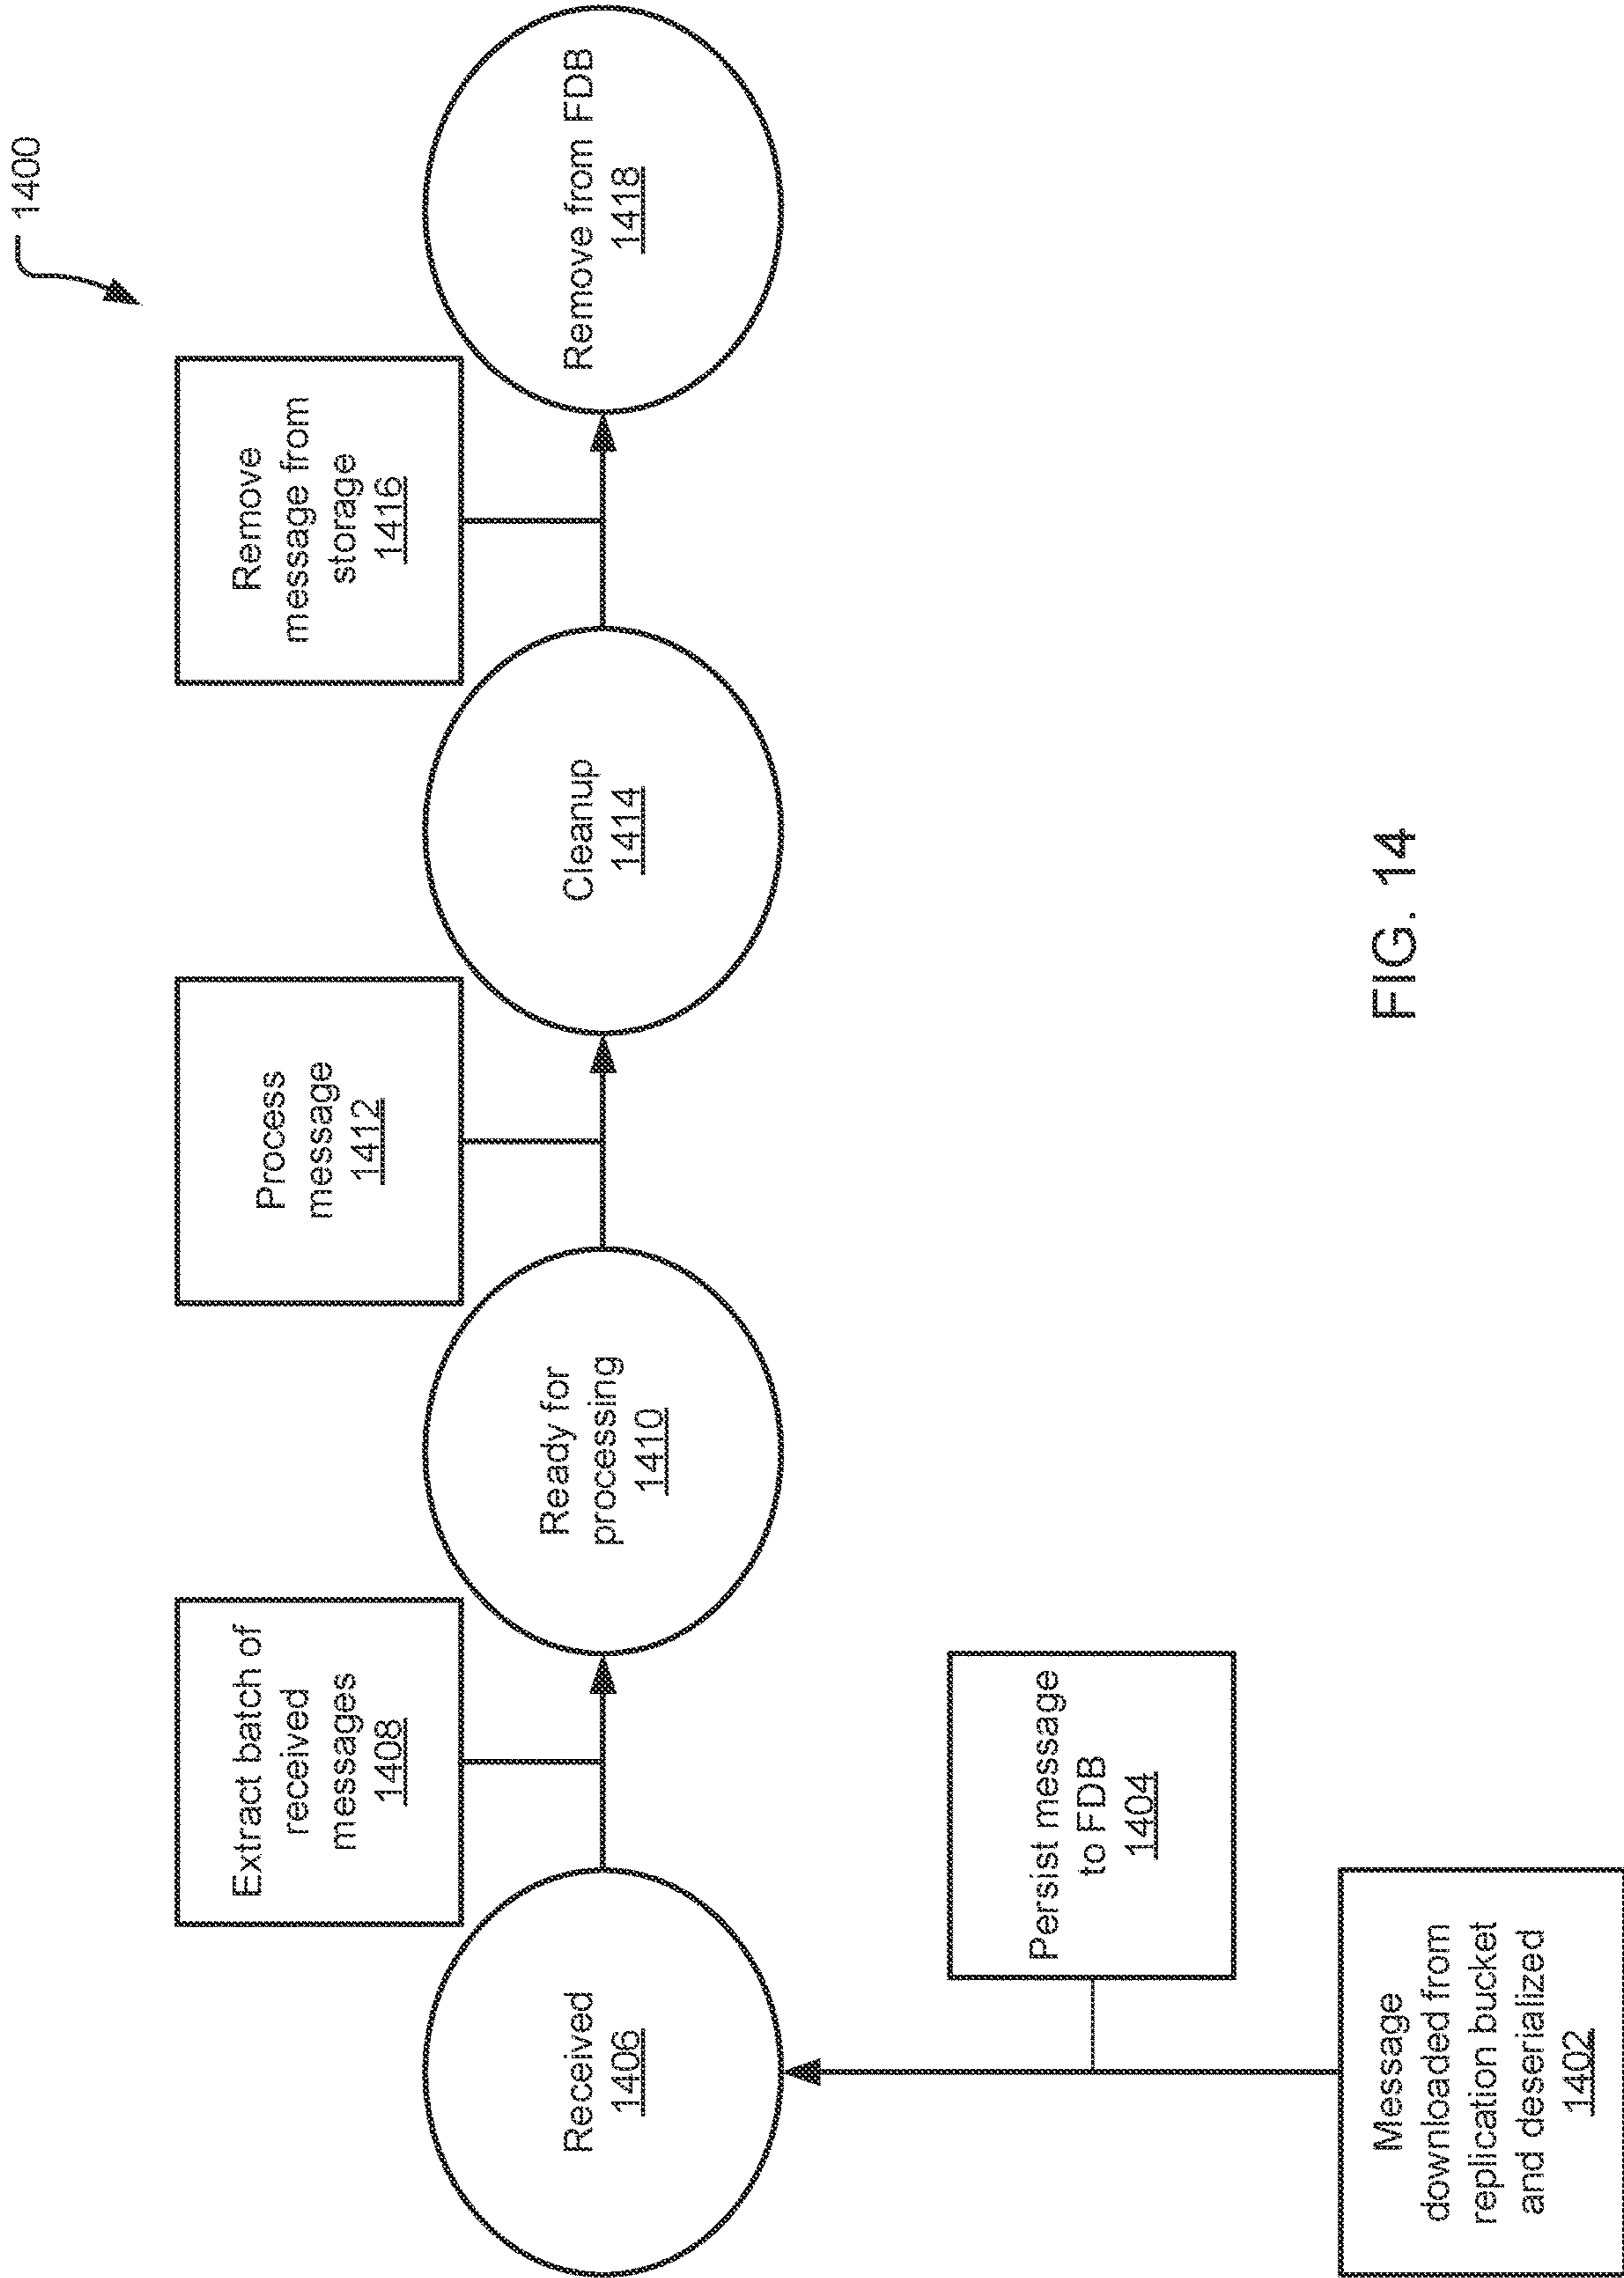 1400
Extract batch of
received
messages
1408
Process
message
1412
Remove
message from
storage
1416
Received
1406
Ready for
processing
1410
Cleanup
1414
Remove from FDB
1418
Persist message
to FDB
1404
Message
downloaded from
replication bucket
and deserialized
1402
FIG. 14